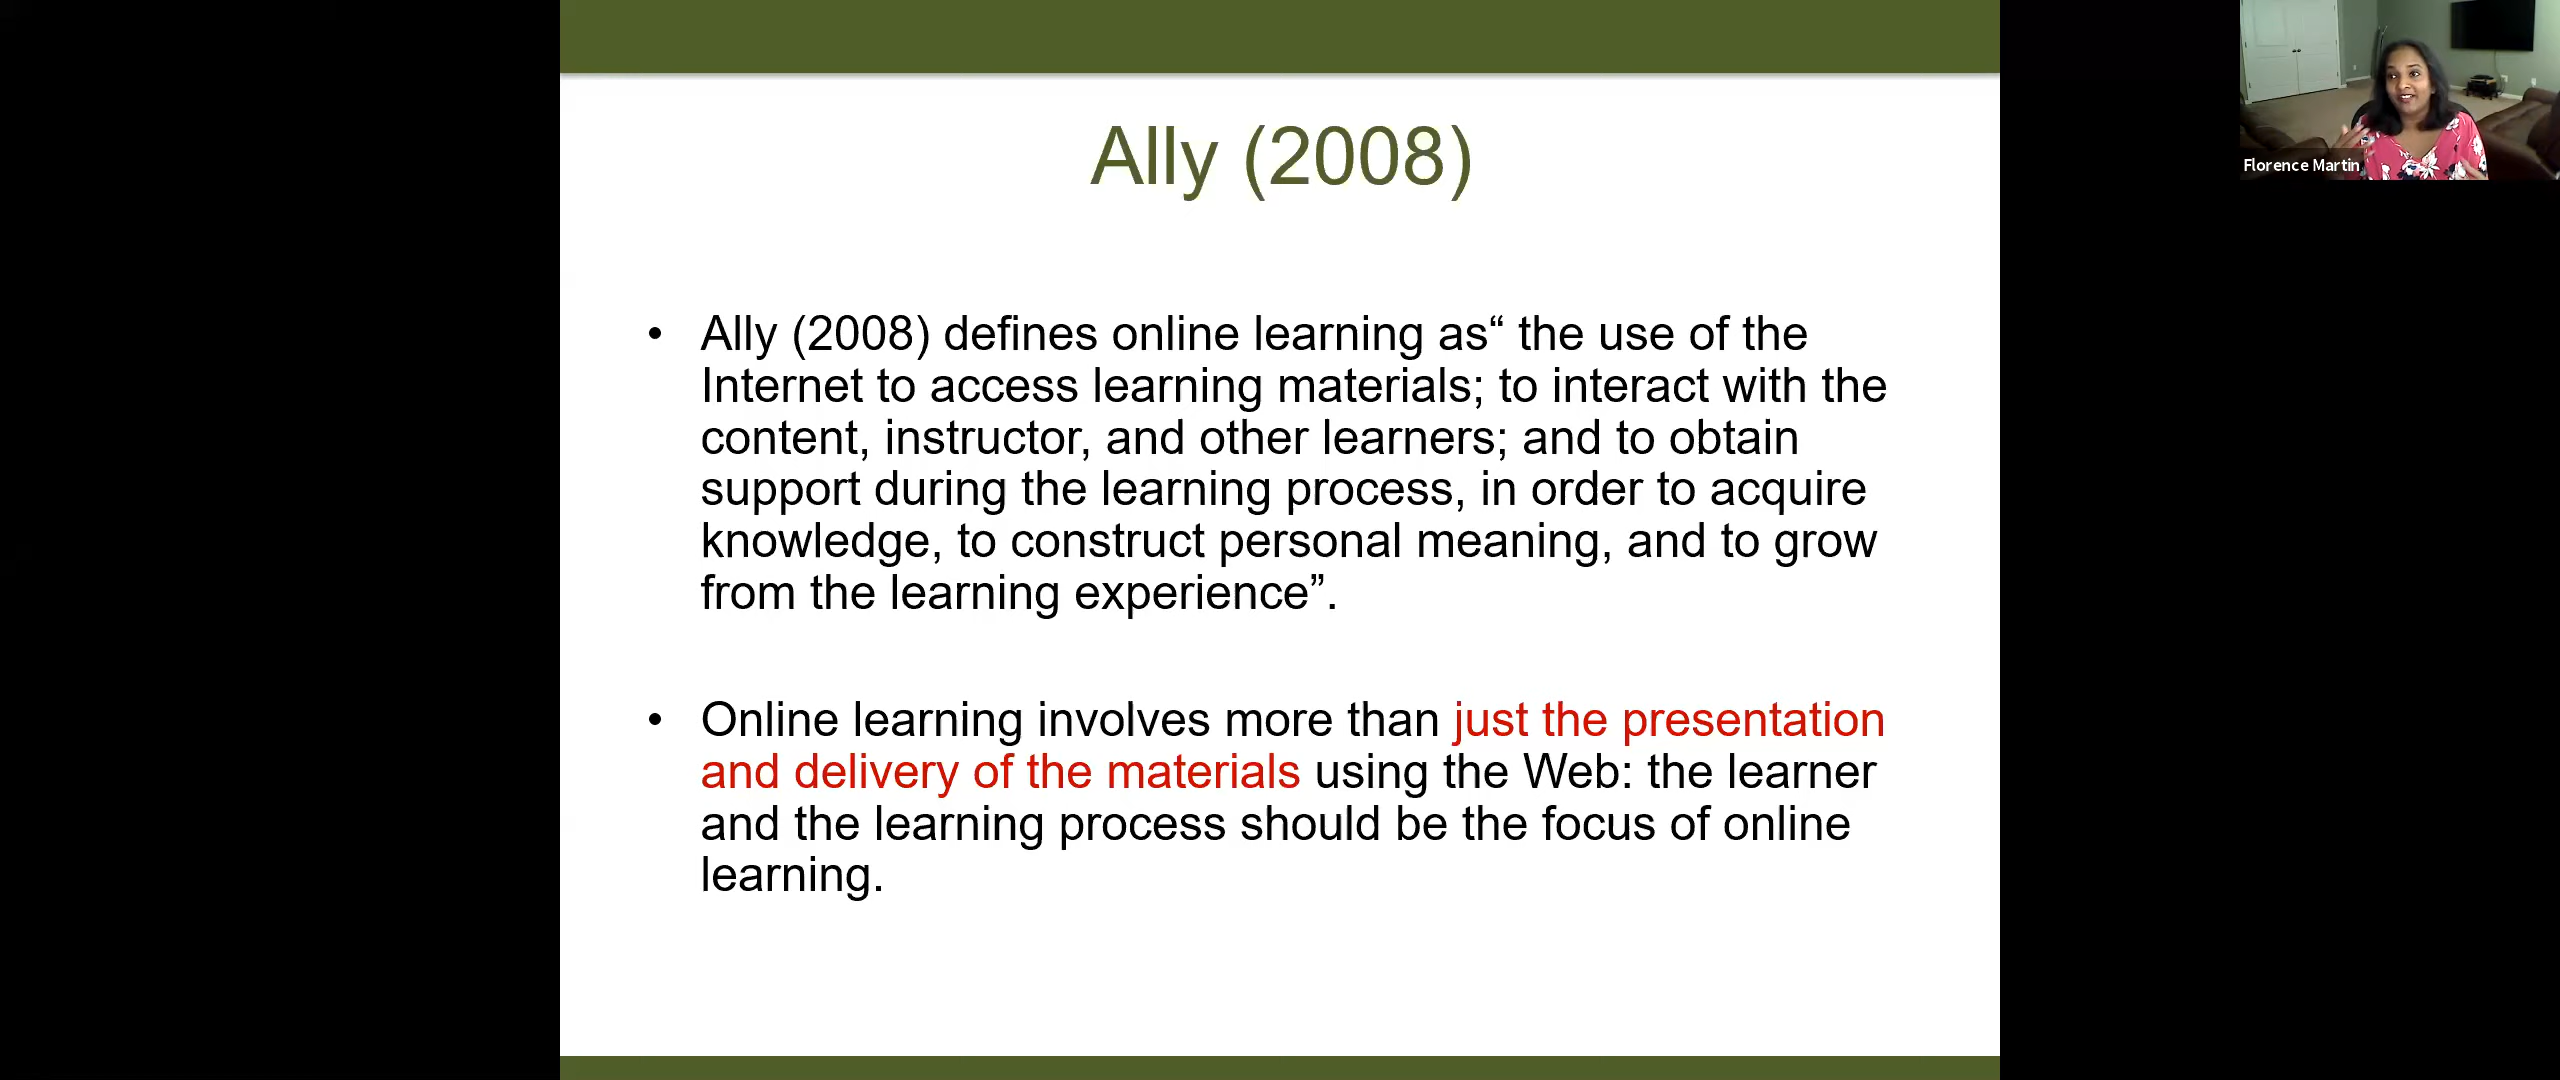 Ally (2008)
• Ally (2008) defines online learning as“ the use of the
Internet to access learning materials; to interact with the
content, instructor, and other learners; and to obtain
support during the learning process, in order to acquire
knowledge, to construct personal meaning, and to grow
from the learning experience”.
• Online learning involves more than just the presentation
and delivery of the materials using the Web: the learner
and the learning process should be the focus of online
learning.
Florence Martin